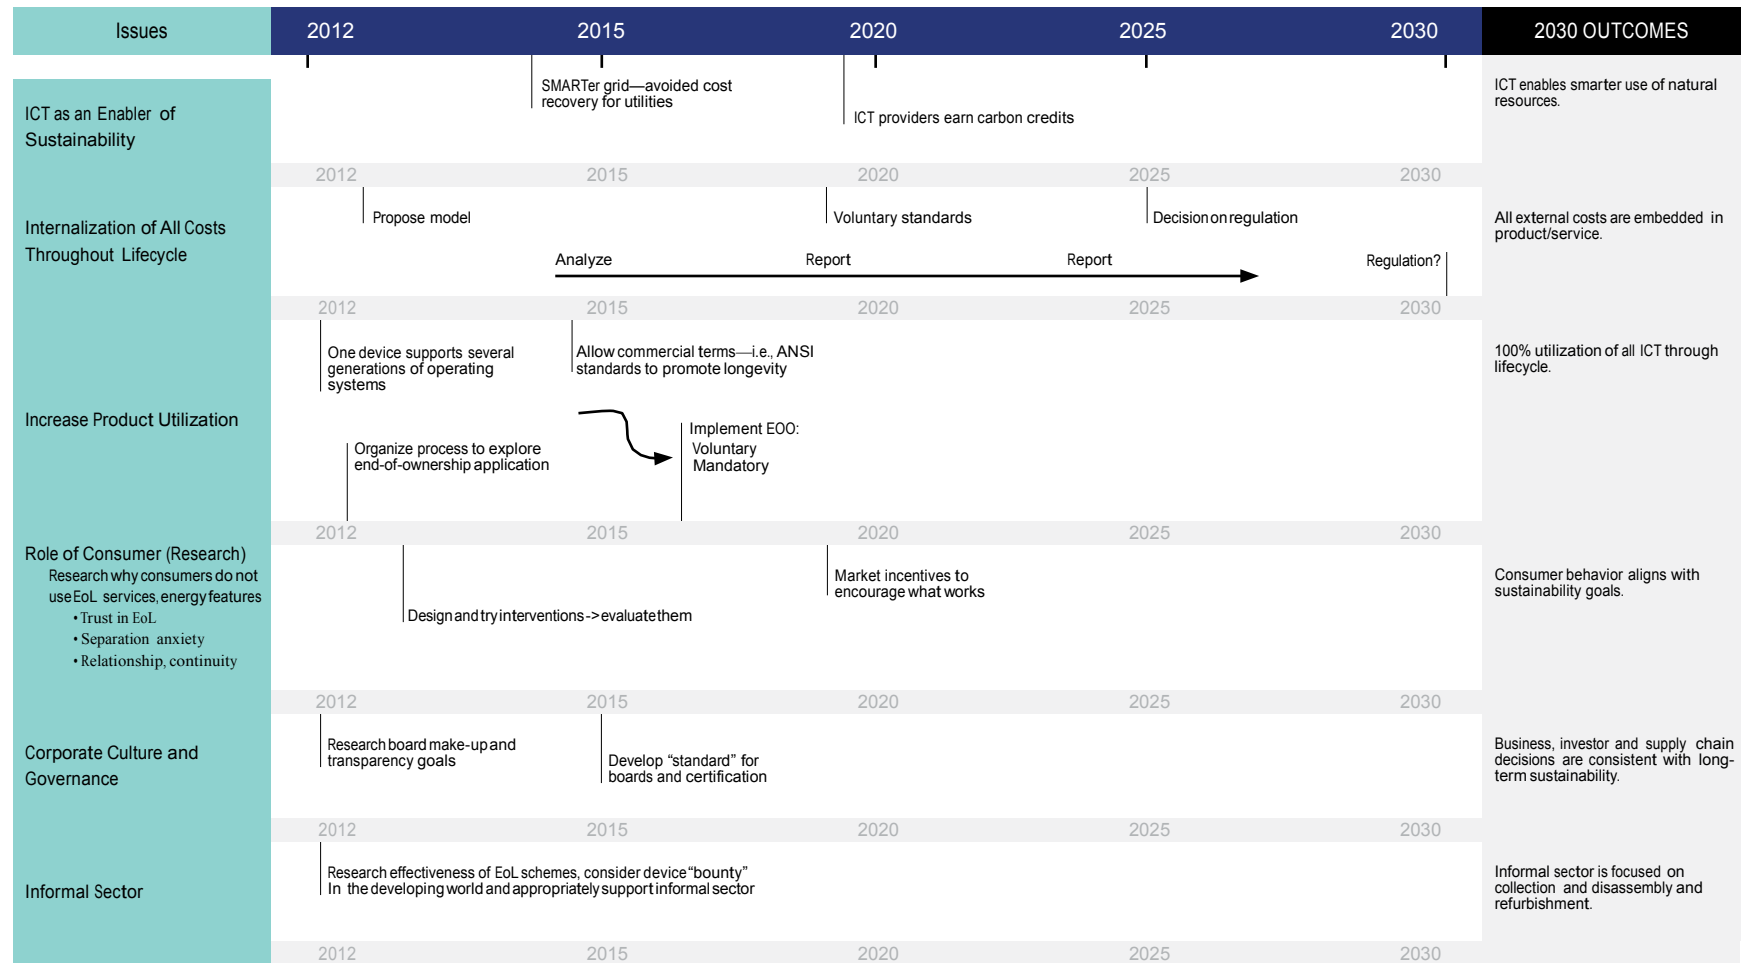 Issues
2012 2015 2020 2025 2030
2030 OUTCOMES
ICT as an Enabler of
Sustainability
SMARTer grid—avoided cost
recovery for utilities
ICT providers earn carbon credits
ICT enables smarter use of natural
resources.
2012 2015 2020 2025 2030
Internalization of All Costs
Throughout Lifecycle
Propose model
Voluntary standards
Decision on regulation
Analyze
Report
Report
Regulation?
All external costs are embedded in
product/service.
2012 2015 2020 2025 2030
Increase Product Utilization
One device supports several
generations of operating
systems
Allow commercial terms—i.e., ANSI
standards to promote longevity
Organize process to explore
end-of-ownership application
Implement EOO:
Voluntary
Mandatory
100% utilization of all ICT through
lifecycle.
2012 2015 2020 2025 2030
Role of Consumer (Research)
Research why consumers do not
use EoL services, energy features
• Trust in EoL
• Separation anxiety
• Relationship, continuity
Design and try interventions -> evaluate them
Market incentives to
encourage what works
Consumer behavior aligns with
sustainability goals.
2012 2015 2020 2025 2030
Corporate Culture and
Governance
Research board make-up and
transparency goals
Develop “standard” for
boards and certification
Business, investor and supply chain
decisions are consistent with long-
term sustainability.
2012 2015 2020 2025 2030
Informal Sector
Research effectiveness of EoL schemes, consider device “bounty”
In the developing world and appropriately support informal sector
Informal sector is focused on
collection and disassembly and
refurbishment.
2012 2015 2020 2025 2030